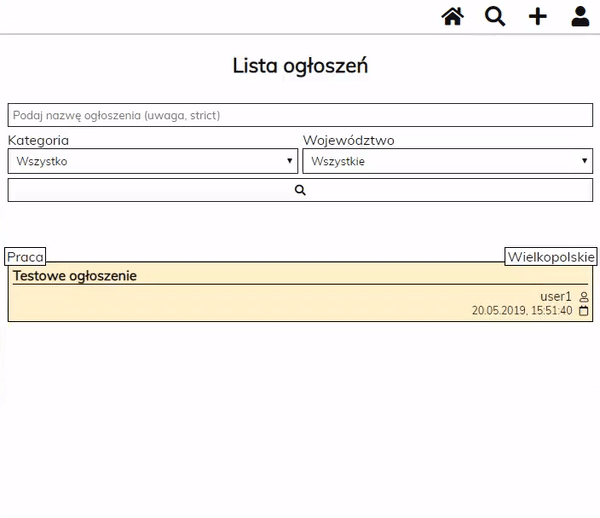 Lista ogłoszeń
Podaj nazwę ogłoszenia (uwaga, strict)
Kategoria Województwo
Wszystko Wszystkie
Praca Wielkopolskie
Testowe ogłoszenie
user1
20.05.2019, 15:51:40